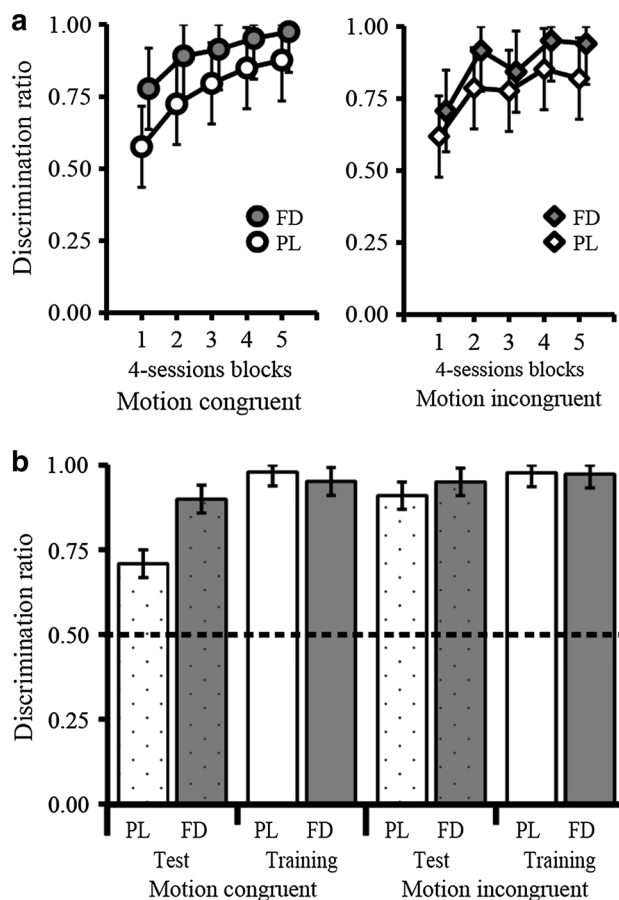 a
Discrimination ratio
1.00
0.75
0.50
0.25
0.00
FD
PL
1 2 3 4 5
4-sessions blocks
Motion congruent
1.00
0.75
0.50
0.25
0.00
FD
PL
1 2 3 4 5
4-sessions blocks
Motion incongruent
b
Discrimination ratio
1.00
0.75
0.50
0.25
0.00
PL FD PL FD PL FD PL FD
Test Training Test Training
Motion congruent Motion incongruent